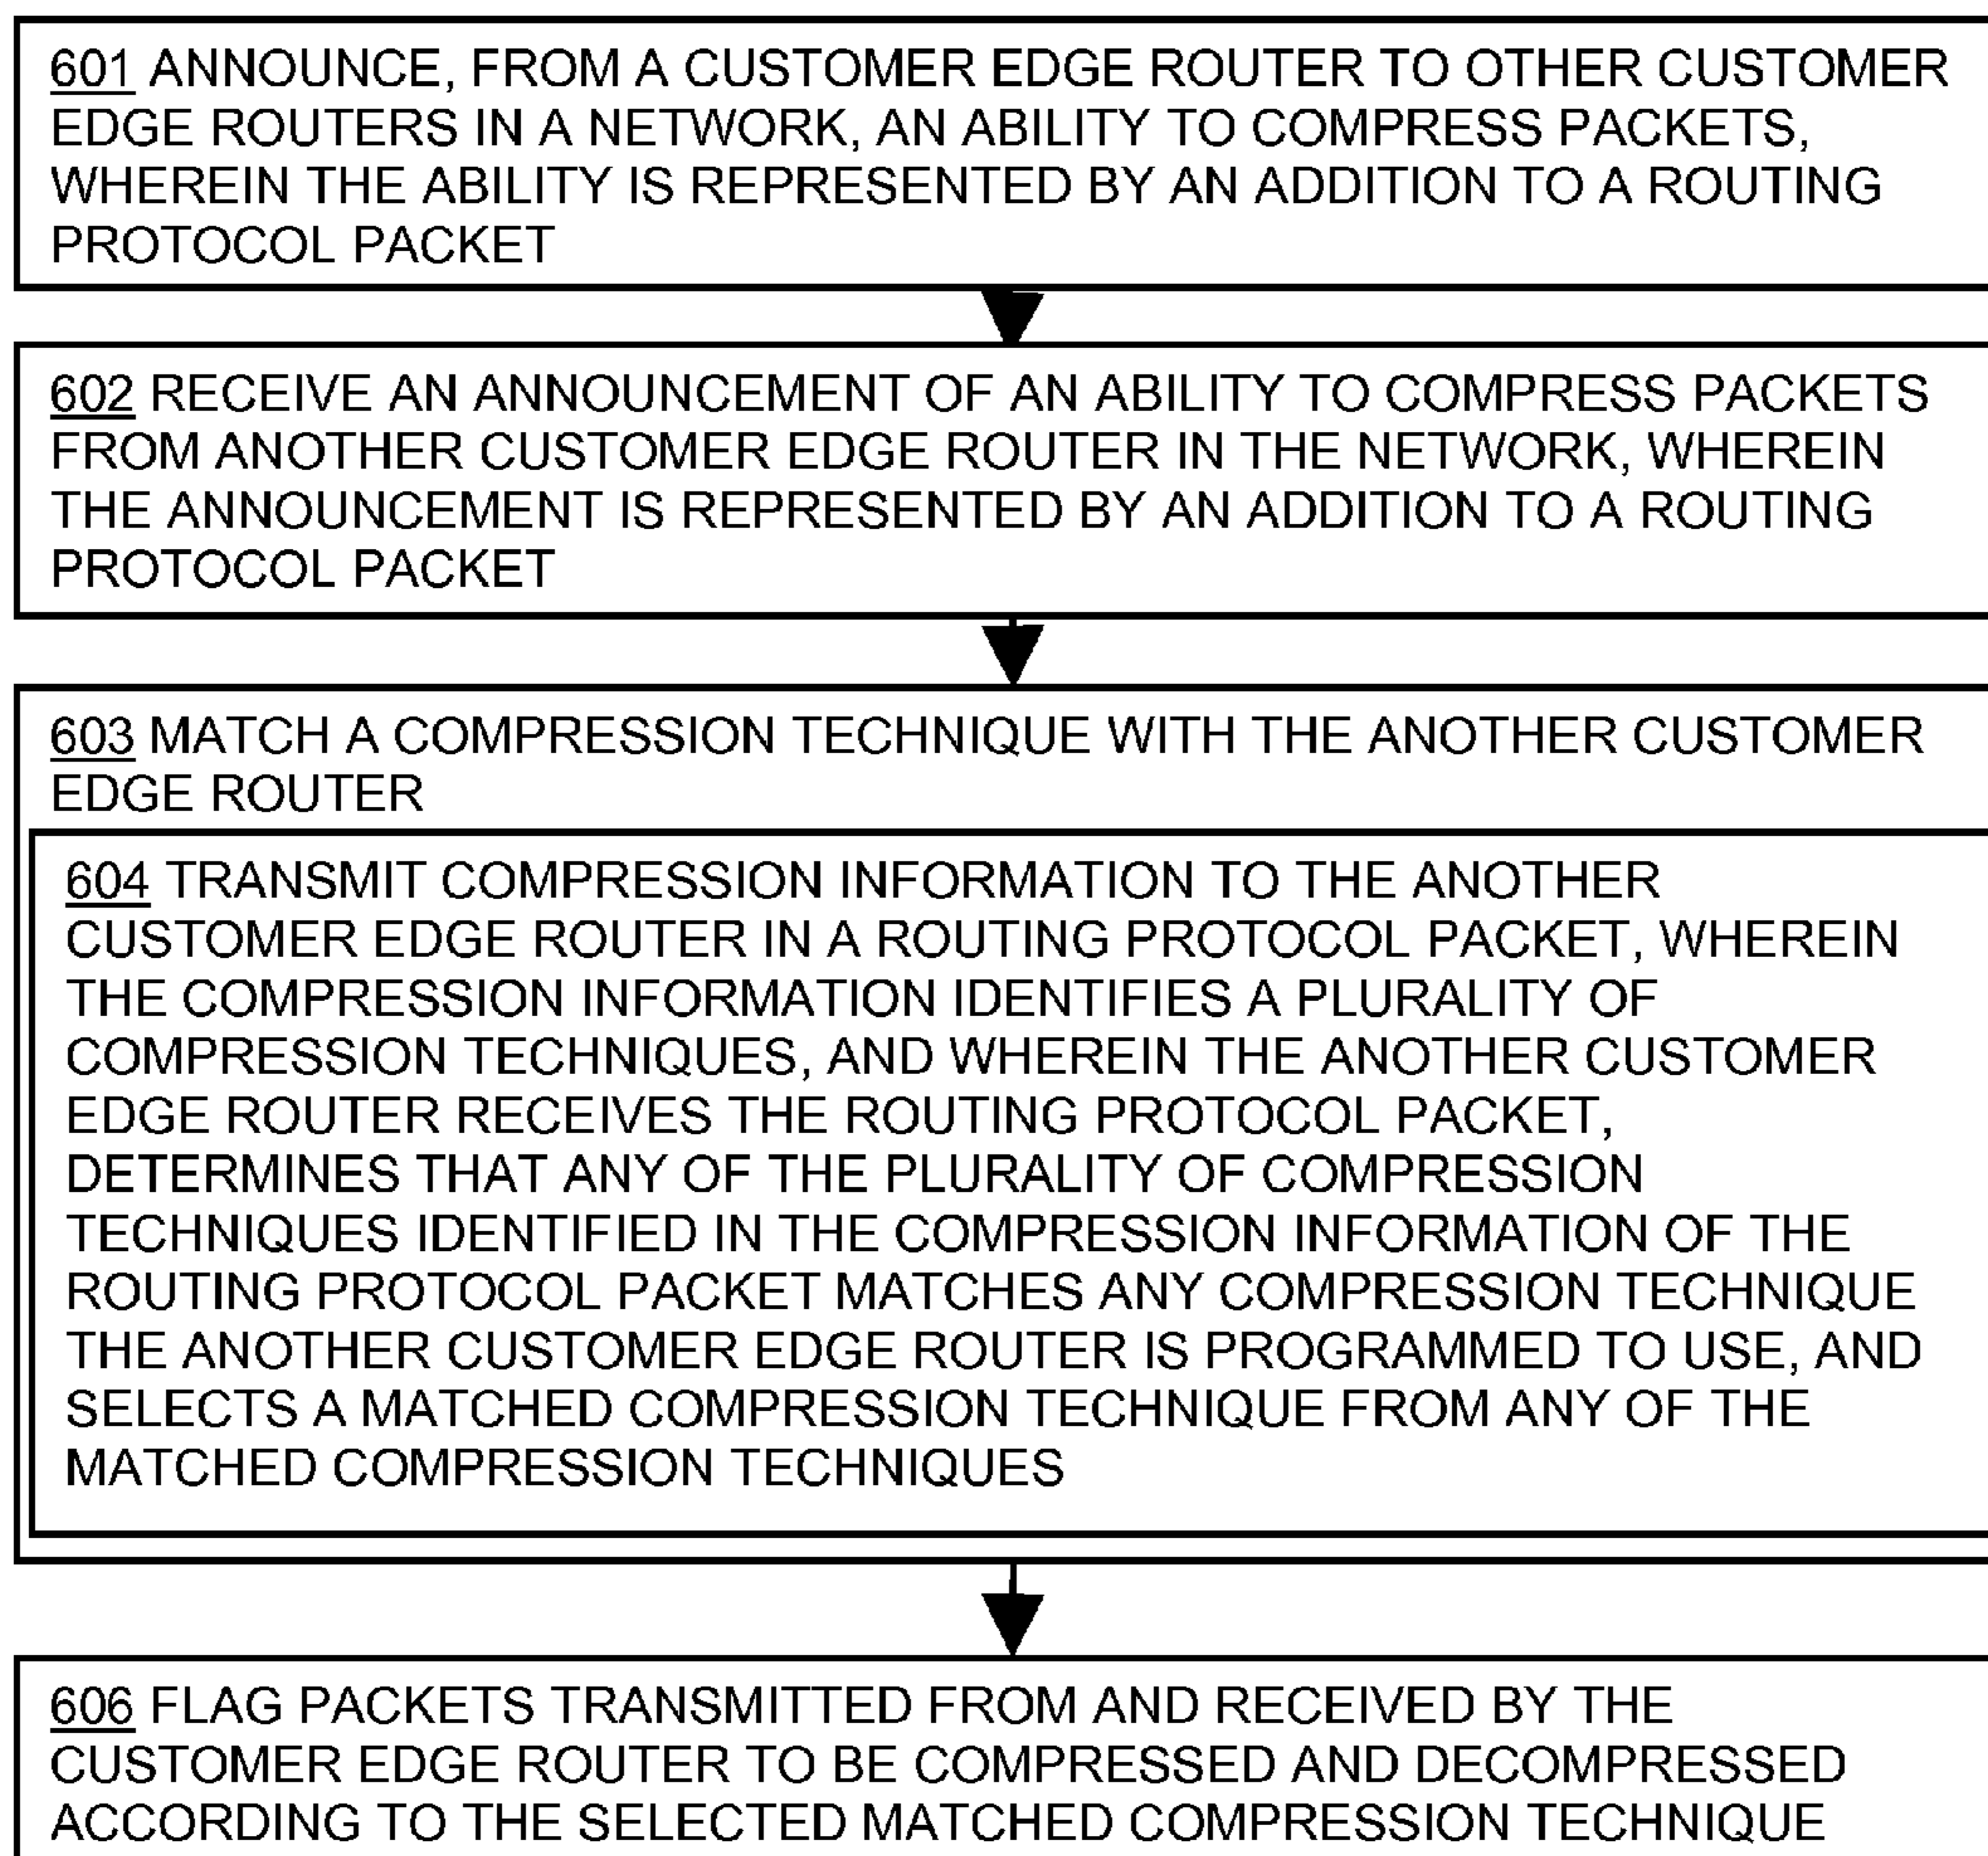 601 ANNOUNCE, FROM A CUSTOMER EDGE ROUTER TO OTHER CUSTOMER
EDGE ROUTERS IN A NETWORK, AN ABILITY TO COMPRESS PACKETS,
WHEREIN THE ABILITY IS REPRESENTED BY AN ADDITION TO A ROUTING
PROTOCOL PACKET
602 RECEIVE AN ANNOUNCEMENT OF AN ABILITY TO COMPRESS PACKETS
FROM ANOTHER CUSTOMER EDGE ROUTER IN THE NETWORK, WHEREIN
THE ANNOUNCEMENT IS REPRESENTED BY AN ADDITION TO A ROUTING
PROTOCOL PACKET
603 MATCH A COMPRESSION TECHNIQUE WITH THE ANOTHER CUSTOMER
EDGE ROUTER
604 TRANSMIT COMPRESSION INFORMATION TO THE ANOTHER
CUSTOMER EDGE ROUTER IN A ROUTING PROTOCOL PACKET, WHEREIN
THE COMPRESSION INFORMATION IDENTIFIES A PLURALITY OF
COMPRESSION TECHNIQUES, AND WHEREIN THE ANOTHER CUSTOMER
EDGE ROUTER RECEIVES THE ROUTING PROTOCOL PACKET,
DETERMINES THAT ANY OF THE PLURALITY OF COMPRESSION
TECHNIQUES IDENTIFIED IN THE COMPRESSION INFORMATION OF THE
ROUTING PROTOCOL PACKET MATCHES ANY COMPRESSION TECHNIQUE
THE ANOTHER CUSTOMER EDGE ROUTER IS PROGRAMMED TO USE, AND
SELECTS A MATCHED COMPRESSION TECHNIQUE FROM ANY OF THE
MATCHED COMPRESSION TECHNIQUES
606 FLAG PACKETS TRANSMITTED FROM AND RECEIVED BY THE
CUSTOMER EDGE ROUTER TO BE COMPRESSED AND DECOMPRESSED
ACCORDING TO THE SELECTED MATCHED COMPRESSION TECHNIQUE